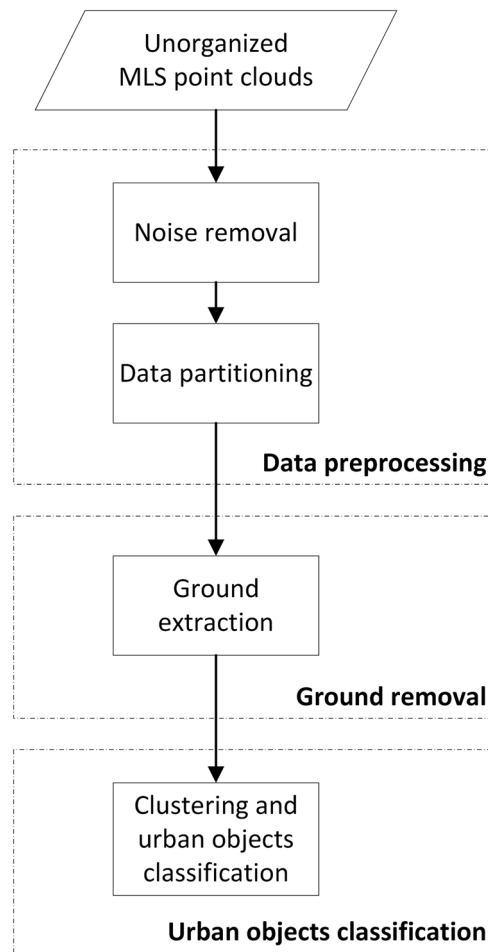 Unorganized
MLS point clouds
Noise removal
Data partitioning
Data preprocessing
Ground
extraction
Ground removal
Clustering and
urban objects
classification
Urban objects classification